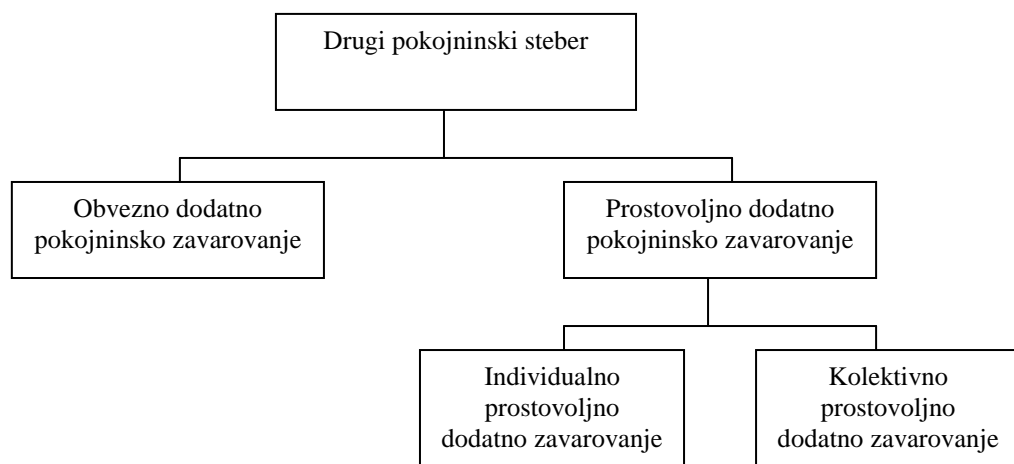 Drugi pokojninski steber
Obvezno dodatno
pokojninsko zavarovanje
Prostovoljno dodatno
pokojninsko zavarovanje
Individualno
prostovoljno
dodatno zavarovanje
Kolektivno
prostovoljno
dodatno zavarovanje